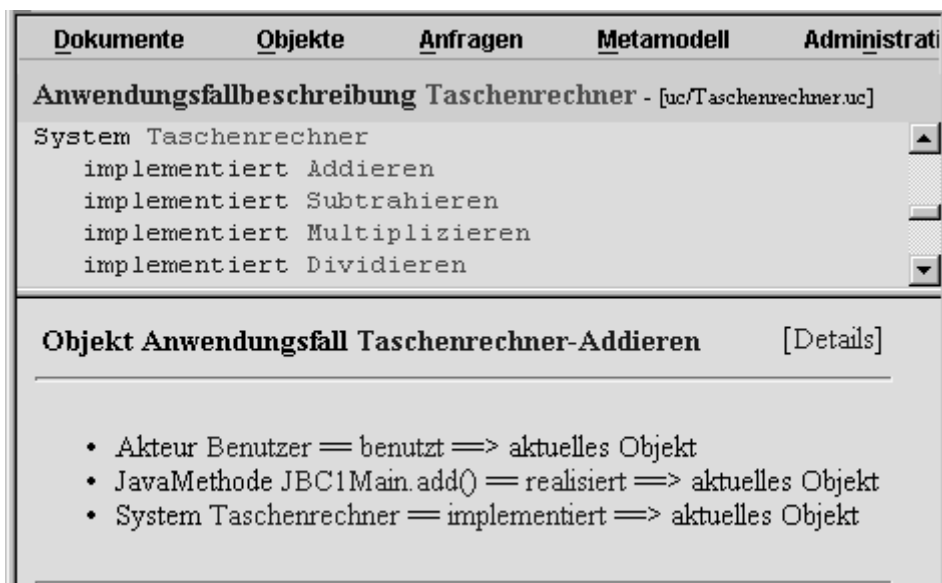 Dokumente Objekte Anfragen Metamodell Administrati
Anwendungsfallbeschreibung Taschenrechner - [uc/Taschenrechner.uc]
System Taschenrechner
implementiert Addieren
implementiert Subtrahieren
implementiert Multiplizieren
implementiert Dividieren
Objekt Anwendungsfall Taschenrechner-Addieren [Details]
• Akteur Benutzer == benutzt ==> aktuelles Objekt
• JavaMethode JBC1Main.add() == realisiert ==> aktuelles Objekt
• System Taschenrechner == implementiert ==> aktuelles Objekt